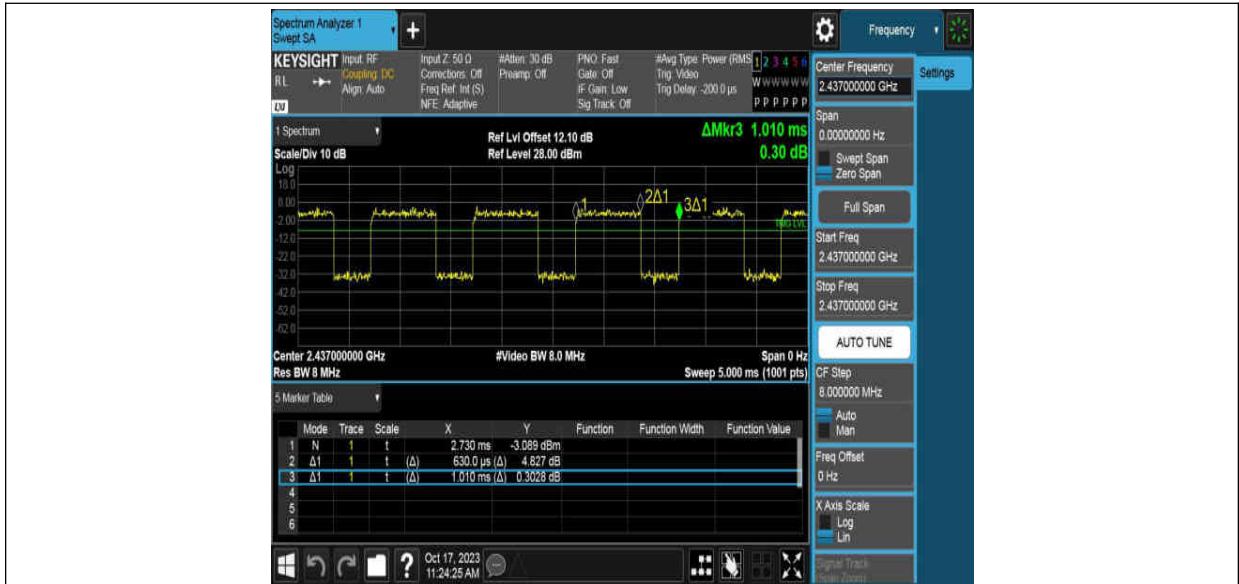 Spectrum Analyzer 1
Swept SA
+
Frequency
KEYSIGHT
RL
Input: RF
Coupling: DC
Align: Auto
Input Z: 50 Ω
Corrections: Off
Freq Ref: Int (S)
NFE: Adaptive
#Atten: 30 dB
Preamp: Off
PNO: Fast
Gate: Off
IF Gain: Low
Sig Track: Off
#Avg Type: Power (RMS
Trig: Video
Trig Delay: -200.0 µs
1 2 3 4 5 6
W W W W W W
P P P P P P
1 Spectrum
Scale/Div 10 dB
Ref Lvl Offset 12.10 dB
Ref Level 28.00 dBm
ΔMkr3 1.010 ms
0.30 dB
Log
18.0
8.00
-2.00
-12.0
-22.0
-32.0
-42.0
-52.0
-62.0
1
2Δ1
3Δ1
TRIG LVL
Center 2.437000000 GHz
#Video BW 8.0 MHz
Span 0 Hz
Res BW 8 MHz
Sweep 5.000 ms (1001 pts)
5 Marker Table
Mode Trace Scale X Y Function Function Width Function Value
1 N 1 t 2.730 ms -3.089 dBm
2 Δ1 1 t (Δ) 630.0 µs (Δ) 4.827 dB
3 Δ1 1 t (Δ) 1.010 ms (Δ) 0.3028 dB
4
5
6
?
Oct 17, 2023
11:24:25 AM
Center Frequency
2.437000000 GHz
Settings
Span
0.00000000 Hz
Swept Span
Zero Span
Full Span
Start Freq
2.437000000 GHz
Stop Freq
2.437000000 GHz
AUTO TUNE
CF Step
8.000000 MHz
Auto
Man
Freq Offset
0 Hz
X Axis Scale
Log
Lin
Signal Track
(Span Zoom)